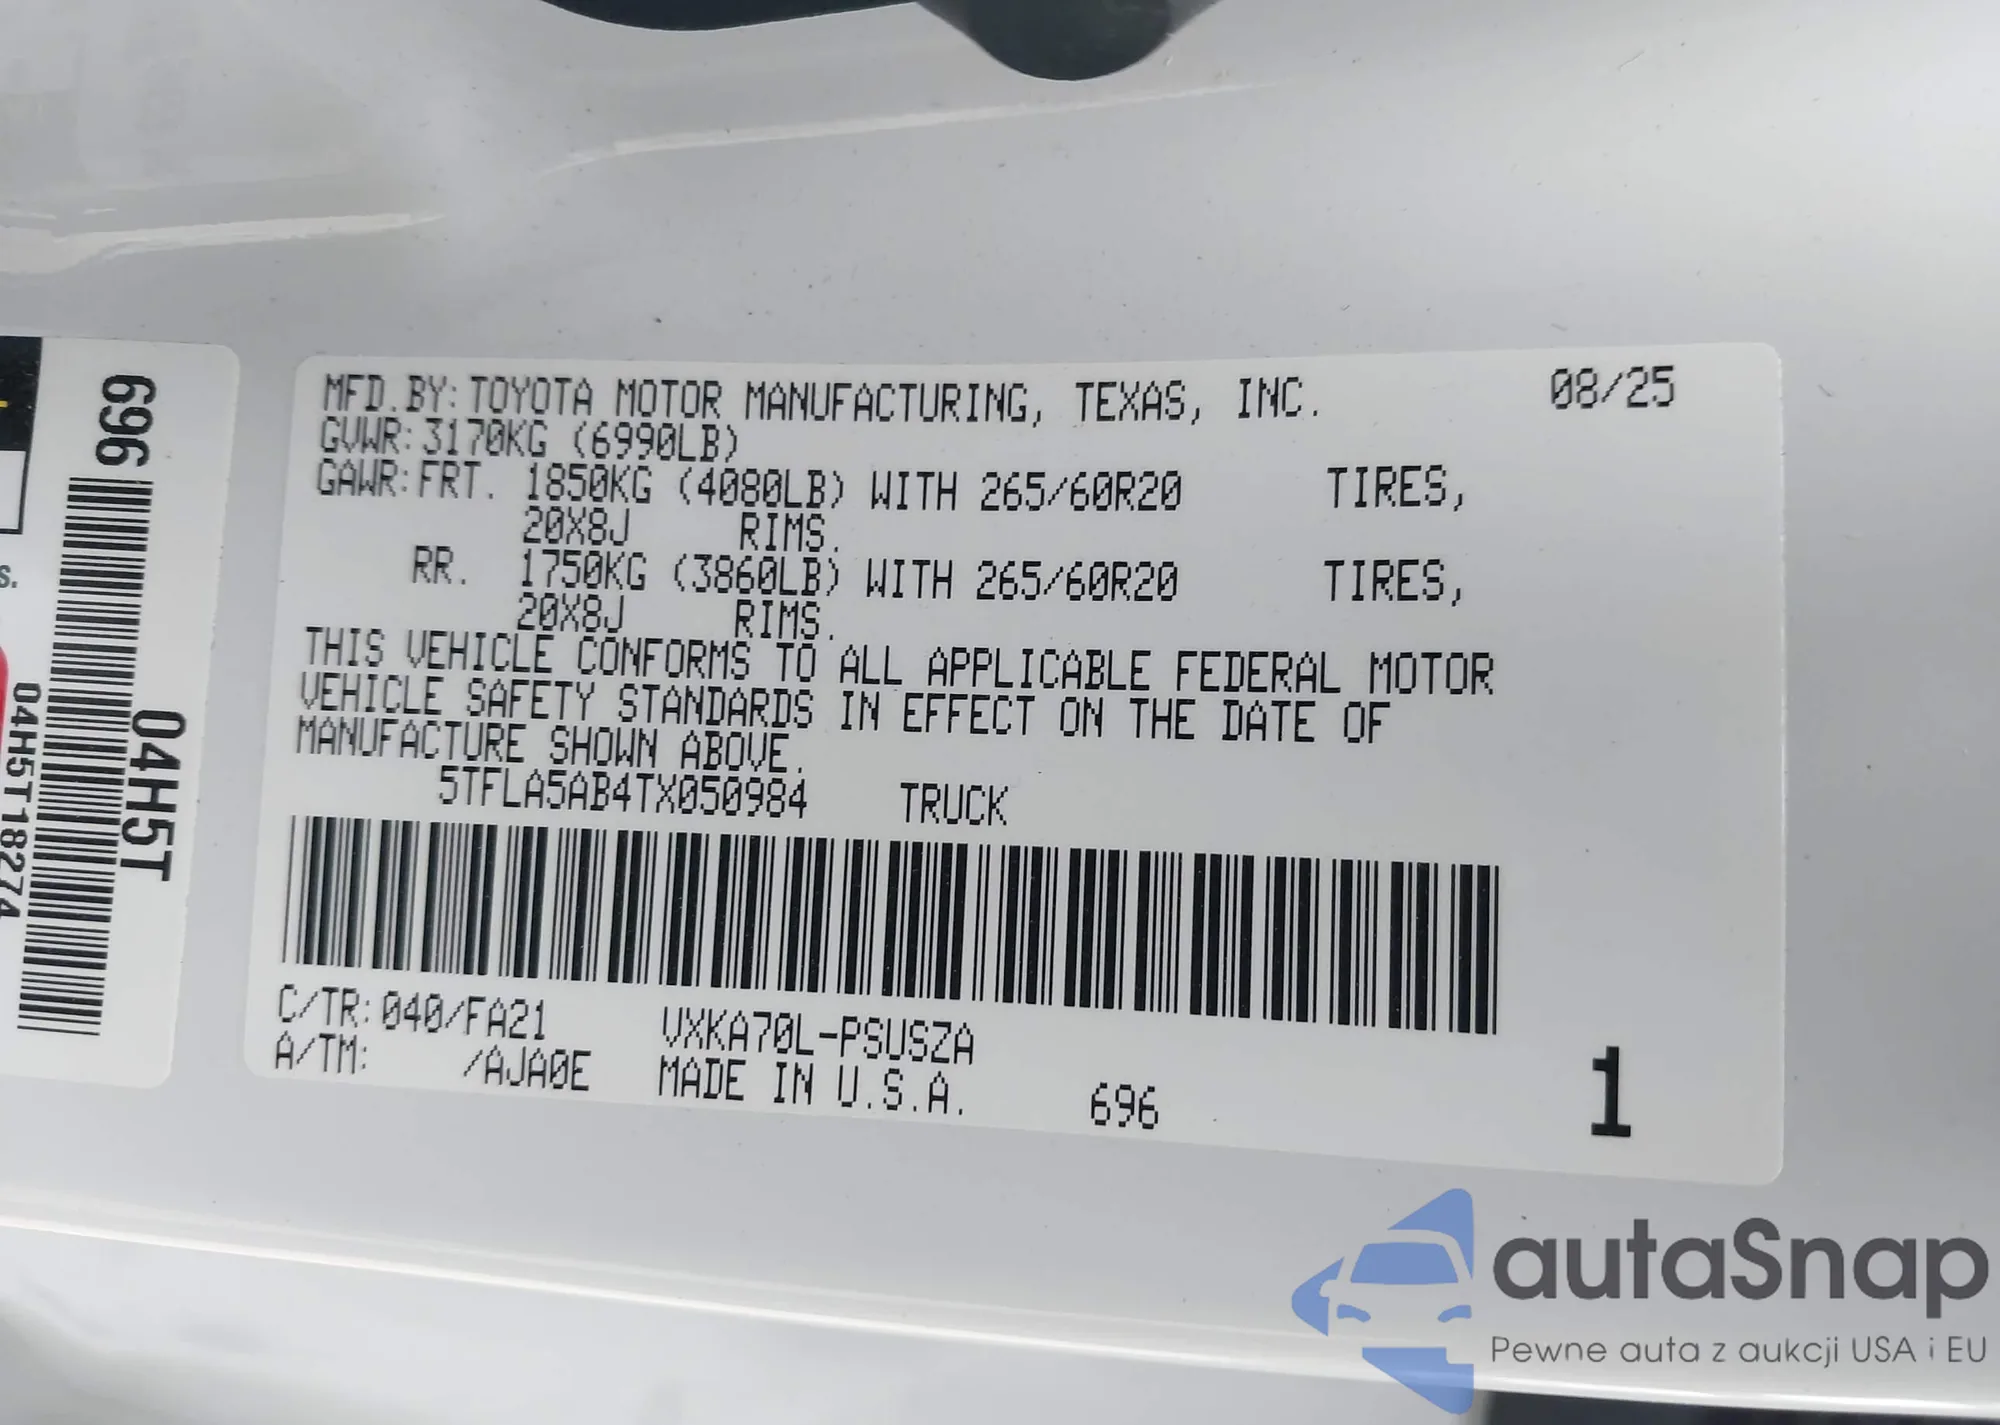 696
04H5T
04H5T18274
s.
MFD.BY:TOYOTA MOTOR MANUFACTURING, TEXAS, INC. 08/25
GVWR:3170KG (6990LB)
GAWR:FRT. 1850KG (4080LB) WITH 265/60R20 TIRES,
20X8J RIMS.
RR. 1750KG (3860LB) WITH 265/60R20 TIRES,
20X8J RIMS.
THIS VEHICLE CONFORMS TO ALL APPLICABLE FEDERAL MOTOR
VEHICLE SAFETY STANDARDS IN EFFECT ON THE DATE OF
MANUFACTURE SHOWN ABOVE.
5TFLA5AB4TX050984 TRUCK
C/TR:040/FA21 VXKA70L-PSUSZA
A/TM: /AJA0E MADE IN U.S.A. 696
1
autaSnap
Pewne auta z aukcji USA i EU